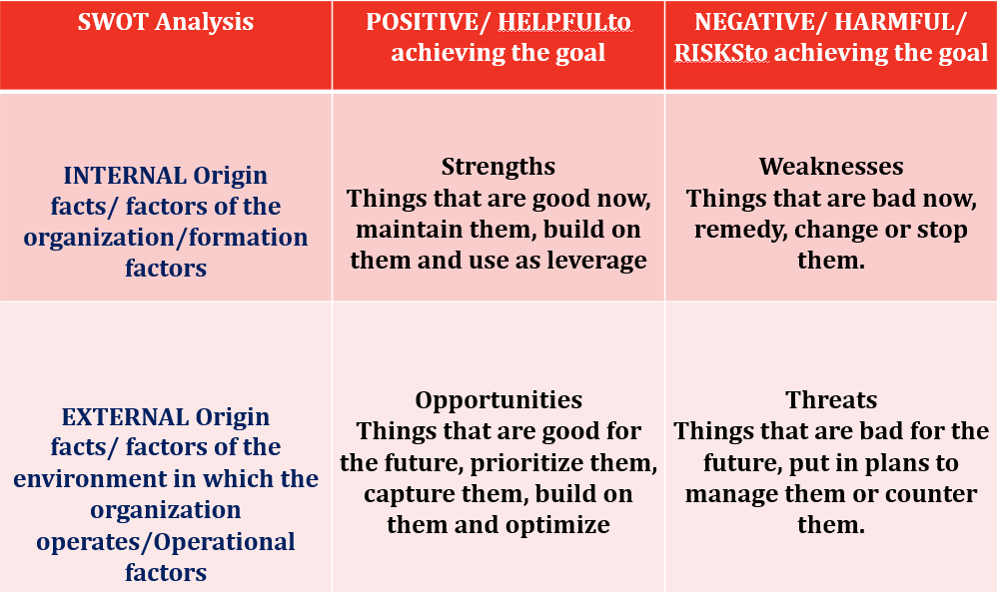 SWOT Analysis
POSITIVE/ HELPFULto
achieving the goal
NEGATIVE/ HARMFUL/
RISKSto achieving the goal
INTERNAL Origin
facts/ factors of the
organization/formation
factors
Strengths
Things that are good now,
maintain them, build on
them and use as leverage
Weaknesses
Things that are bad now,
remedy, change or stop
them.
EXTERNAL Origin
facts/ factors of the
environment in which the
organization
operates/Operational
factors
Opportunities
Things that are good for
the future, prioritize them,
capture them, build on
them and optimize
Threats
Things that are bad for the
future, put in plans to
manage them or counter
them.